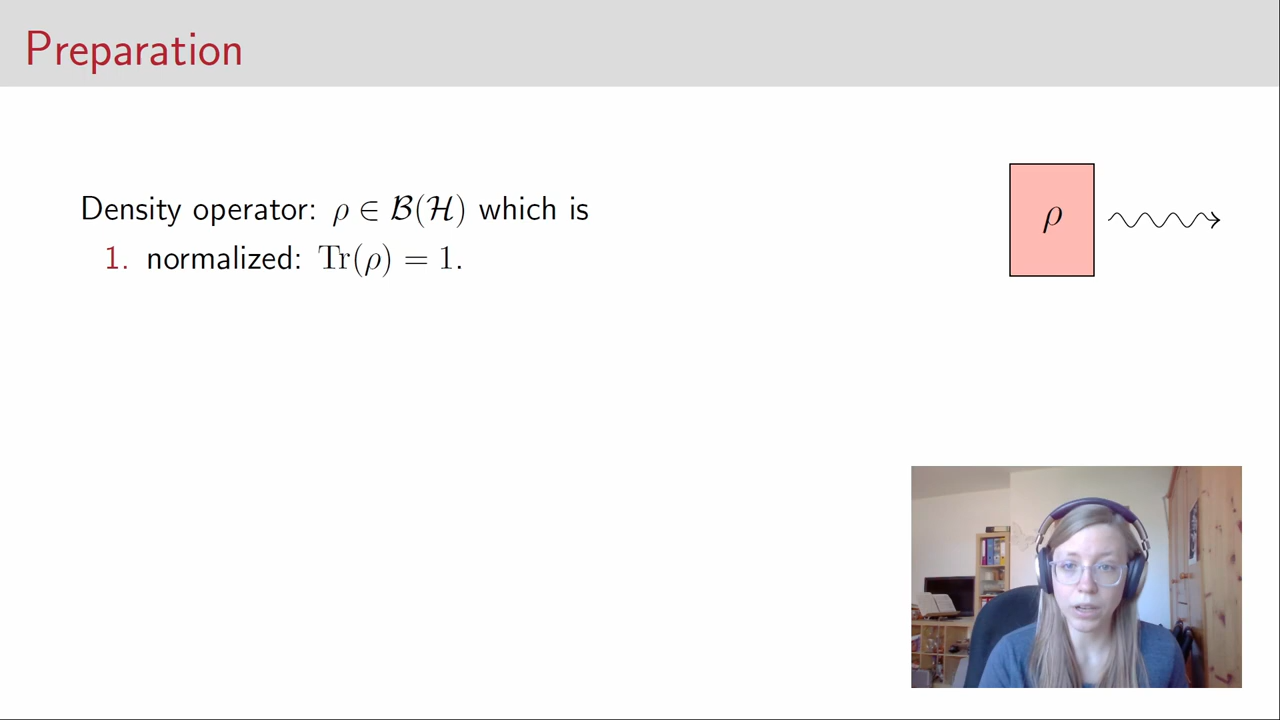 Preparation
Density operator: ρ ∈ ℬ(ℋ) which is
1. normalized: Tr(ρ) = 1.
ρ